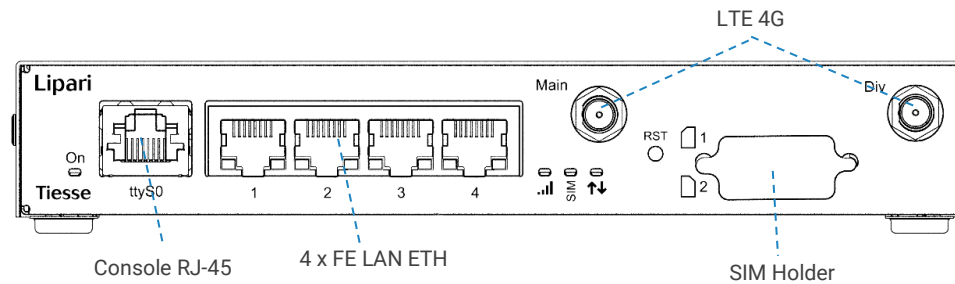 LTE 4G
Lipari
Main
Div
On
RST
1
2
Tiesse
ttyS0
1
2
3
4
SIM
Console RJ-45
4 x FE LAN ETH
SIM Holder